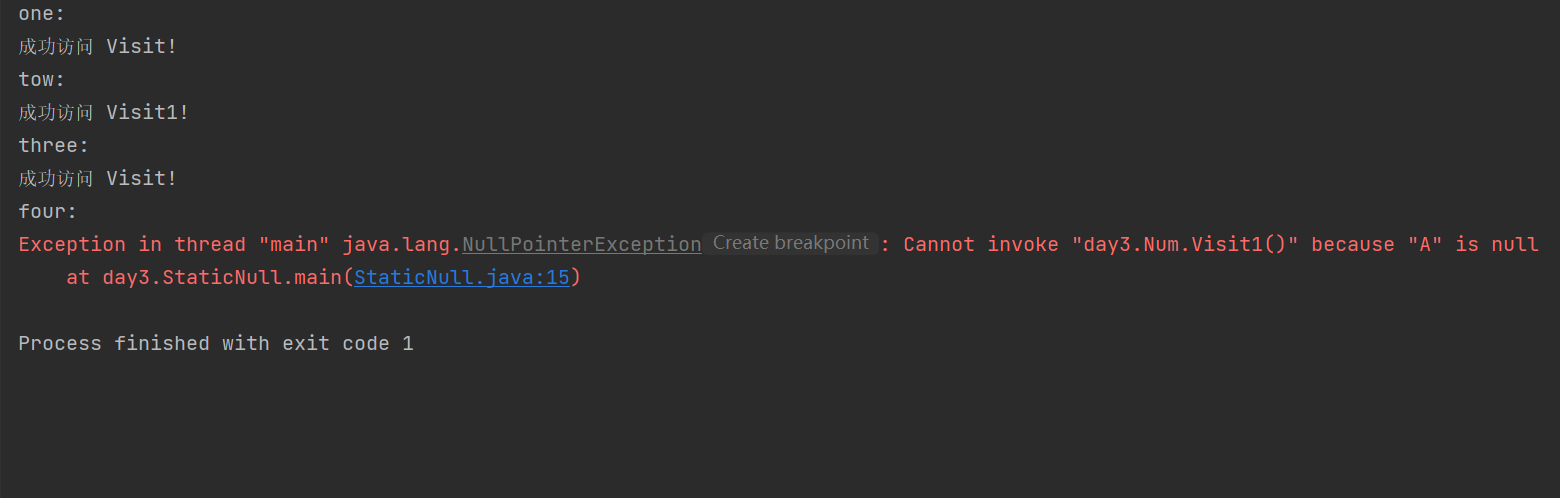 one:
成功访问 Visit!
tow:
成功访问 Visit1!
three:
成功访问 Visit!
four:
Exception in thread "main" java.lang.NullPointerException Create breakpoint : Cannot invoke "day3.Num.Visit1()" because "A" is null
at day3.StaticNull.main(StaticNull.java:15)
Process finished with exit code 1